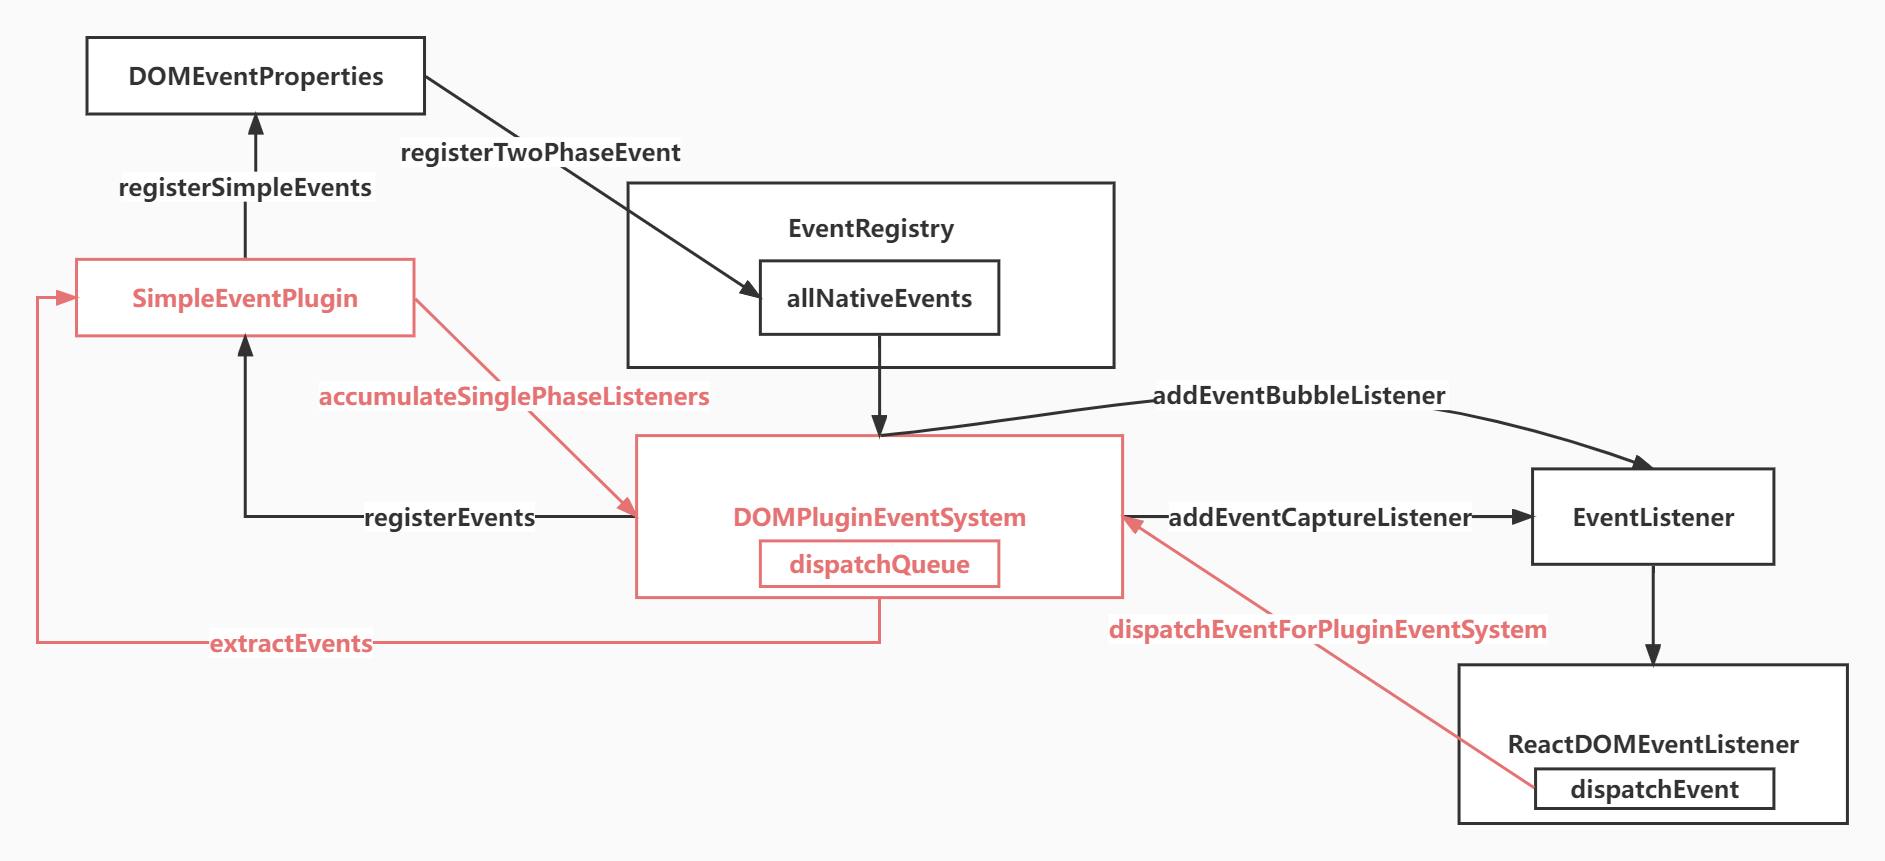 DOMEventProperties
registerTwoPhaseEvent
registerSimpleEvents
EventRegistry
SimpleEventPlugin
allNativeEvents
accumulateSinglePhaseListeners
addEventBubbleListener
registerEvents
DOMPluginEventSystem
addEventCaptureListener
EventListener
dispatchQueue
dispatchEventForPluginEventSystem
extractEvents
ReactDOMEventListener
dispatchEvent